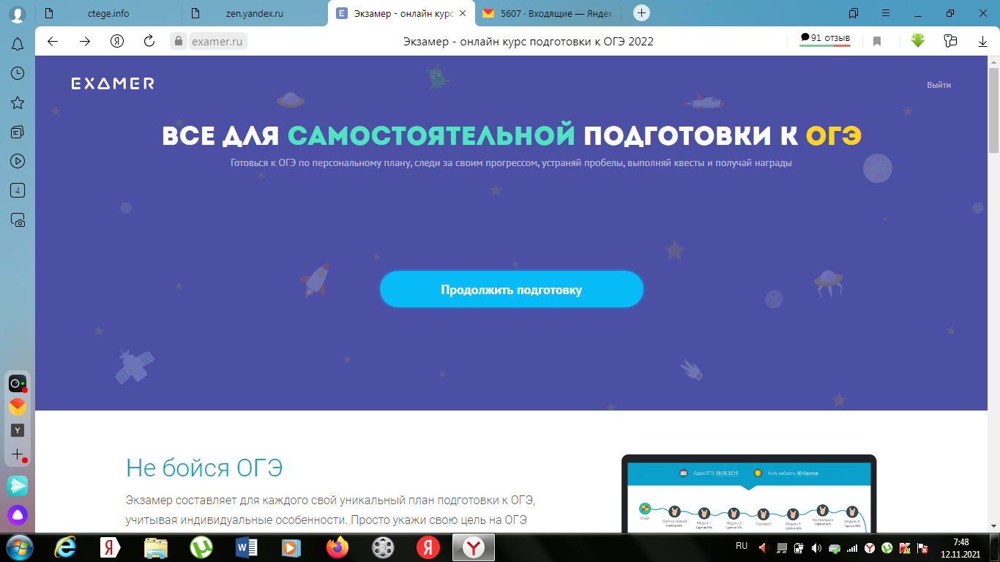 ctege.info
zen.yandex.ru
Экзамер - онлайн курс
5607 · Входящие — Яндек
examer.ru
Экзамер - онлайн курс подготовки к ОГЭ 2022
91 отзыв
4
EXAMER
Выйти
ВСЕ ДЛЯ САМОСТОЯТЕЛЬНОЙ ПОДГОТОВКИ К ОГЭ
Готовься к ОГЭ по персональному плану, следи за своим прогрессом, устраняй пробелы, выполняй квесты и получай награды
Продолжить подготовку
Не бойся ОГЭ
Экзамер составляет для каждого свой уникальный план подготовки к ОГЭ,
учитывая индивидуальные особенности. Просто укажи свою цель на ОГЭ
Сдаю ЕГЭ: 28.05.2015 Хочу набрать: 80 баллов
Старт
Оценка знаний
Модуль 1
Модуль 2
Сюрприз!
Модуль 3
Контрольная
Модуль 4
RU
7:48
12.11.2021